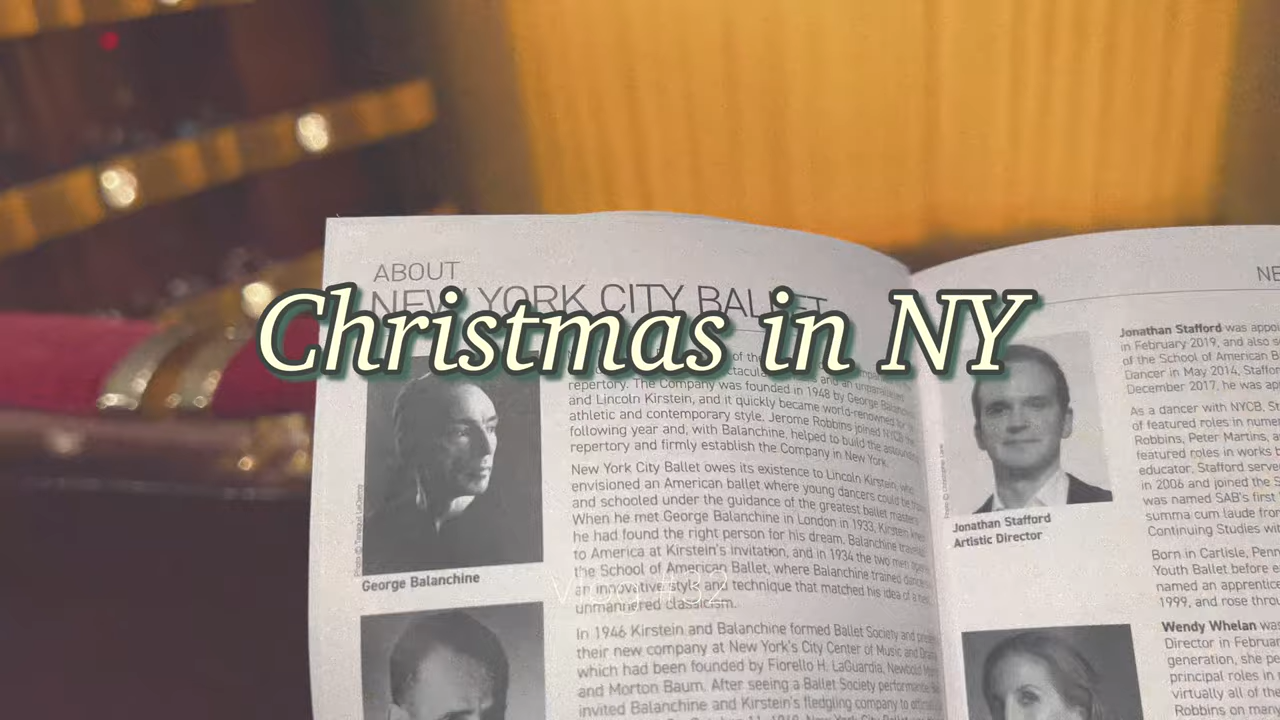 ABOUT
NEW YORK CITY BALLET
Christmas in NY
of the
repertory. The Company was founded in 1948 by George
and Lincoln Kirstein, and it quickly became world-renowned for
athletic and contemporary style. Jerome Robbins joined NYCB the
following year and, with Balanchine, helped to build the astounding
repertory and firmly establish the Company in New York.
New York City Ballet owes its existence to Lincoln Kirstein, who
envisioned an American ballet where young dancers could be
and schooled under the guidance of the greatest ballet masters.
When he met George Balanchine in London in 1933, Kirstein
he had found the right person for his dream. Balanchine
to America at Kirstein's invitation, and in 1934 the two men
the School of American Ballet, where Balanchine trained
an innovative style and technique that matched his idea of a
unmannered classicism.
Vlog #32
George Balanchine
In 1946 Kirstein and Balanchine formed Ballet Society and
their new company at New York's City Center of Music and
which had been founded by Fiorello H. LaGuardia, Newbold
and Morton Baum. After seeing a Ballet Society performance,
invited Balanchine and Kirstein's fledgling company to
NE
Jonathan Stafford was appo
in February 2019, and also s
of the School of American B
Dancer in May 2014, Staffor
December 2017, he was ap
As a dancer with NYCB, St
of featured roles in nume
Robbins, Peter Martins, a
featured roles in works b
educator, Stafford serve
in 2006 and joined the S
was named SAB's first
summa cum laude fro
Continuing Studies wi
Jonathan Stafford
Artistic Director
Born in Carlisle, Penn
Youth Ballet before e
named an apprentic
1999, and rose throu
Wendy Whelan was
Director in Februar
generation, she pe
principal roles in
virtually all of the
Robbins on many